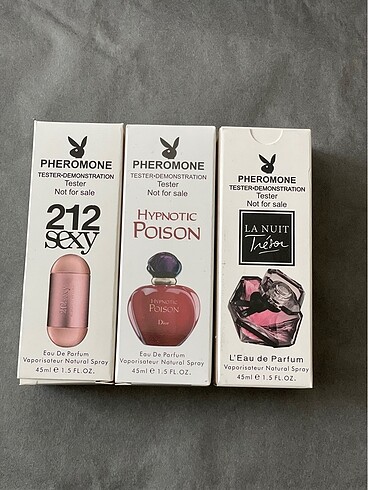 PHEROMONE
TESTER•DEMONSTRATION
Tester
Not for sale
212
sexy
Eau De Parfum
Vaporisateur Natural Spray
45ml e 1.5 FL.OZ.
PHEROMONE
TESTER•DEMONSTRATION
Tester
Not for sale
HYPNOTIC
POISON
HYPNOTIC
POISON
Dior
Eau De Parfum
Vaporisateur Natural Spray
45ml e 1.5 FL.OZ.
PHEROMONE
TESTER•DEMONSTRATION
Tester
Not for sale
LA NUIT
Trésor
L'Eau de Parfum
Vaporisateur Natural Spray
45ml e 1.5 FL.OZ.